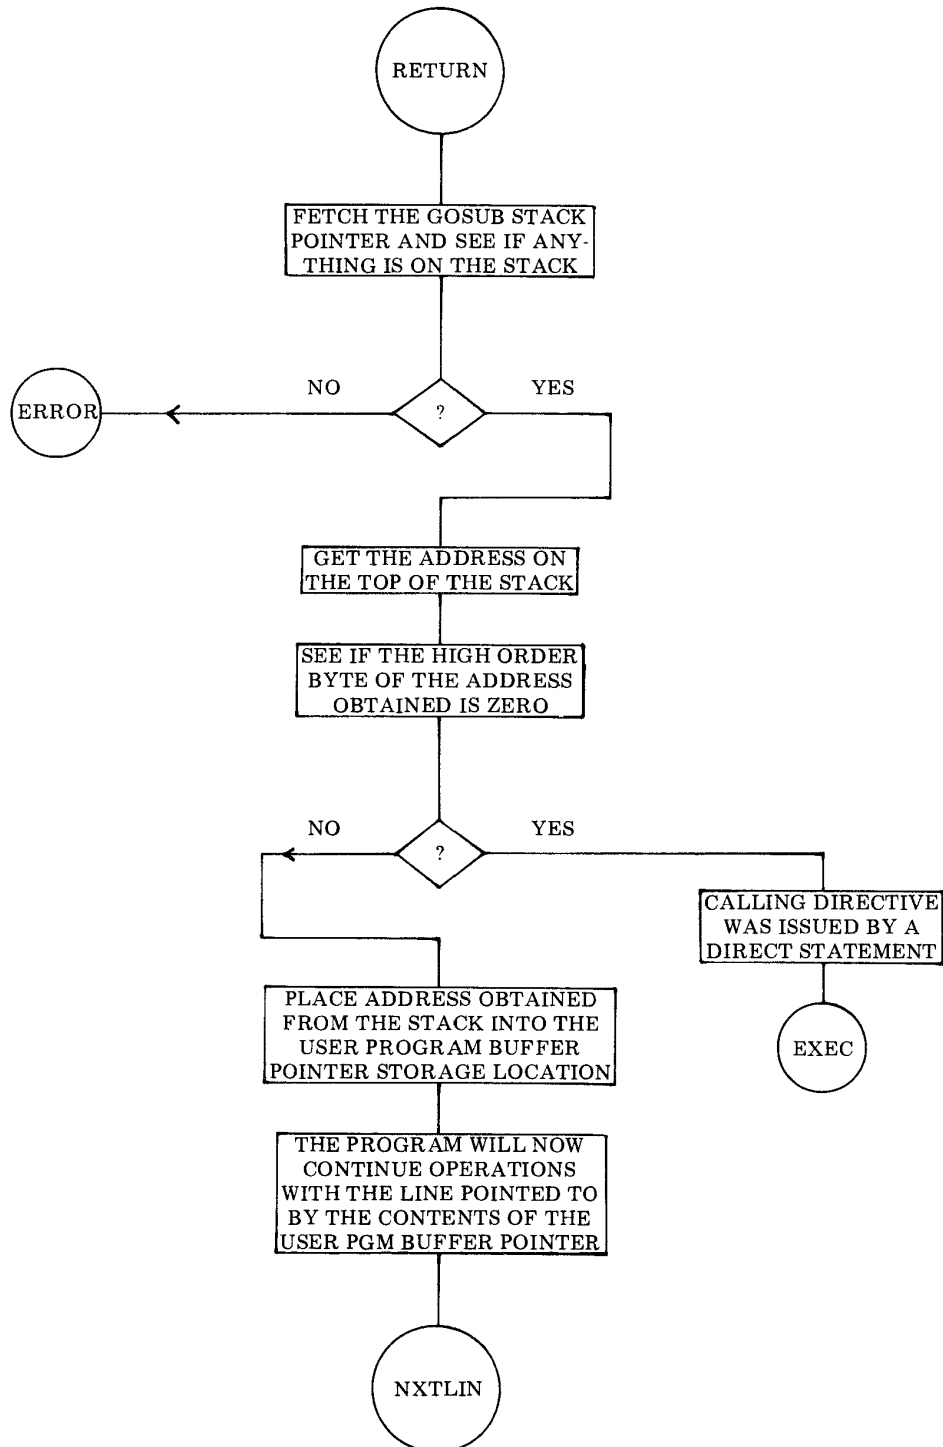 RETURN
FETCH THE GOSUB STACK
POINTER AND SEE IF ANY-
THING IS ON THE STACK
NO
YES
ERROR
?
GET THE ADDRESS ON
THE TOP OF THE STACK
SEE IF THE HIGH ORDER
BYTE OF THE ADDRESS
OBTAINED IS ZERO
NO
YES
?
CALLING DIRECTIVE
WAS ISSUED BY A
DIRECT STATEMENT
EXEC
PLACE ADDRESS OBTAINED
FROM THE STACK INTO THE
USER PROGRAM BUFFER
POINTER STORAGE LOCATION
THE PROGRAM WILL NOW
CONTINUE OPERATIONS
WITH THE LINE POINTED TO
BY THE CONTENTS OF THE
USER PGM BUFFER POINTER
NXTLIN